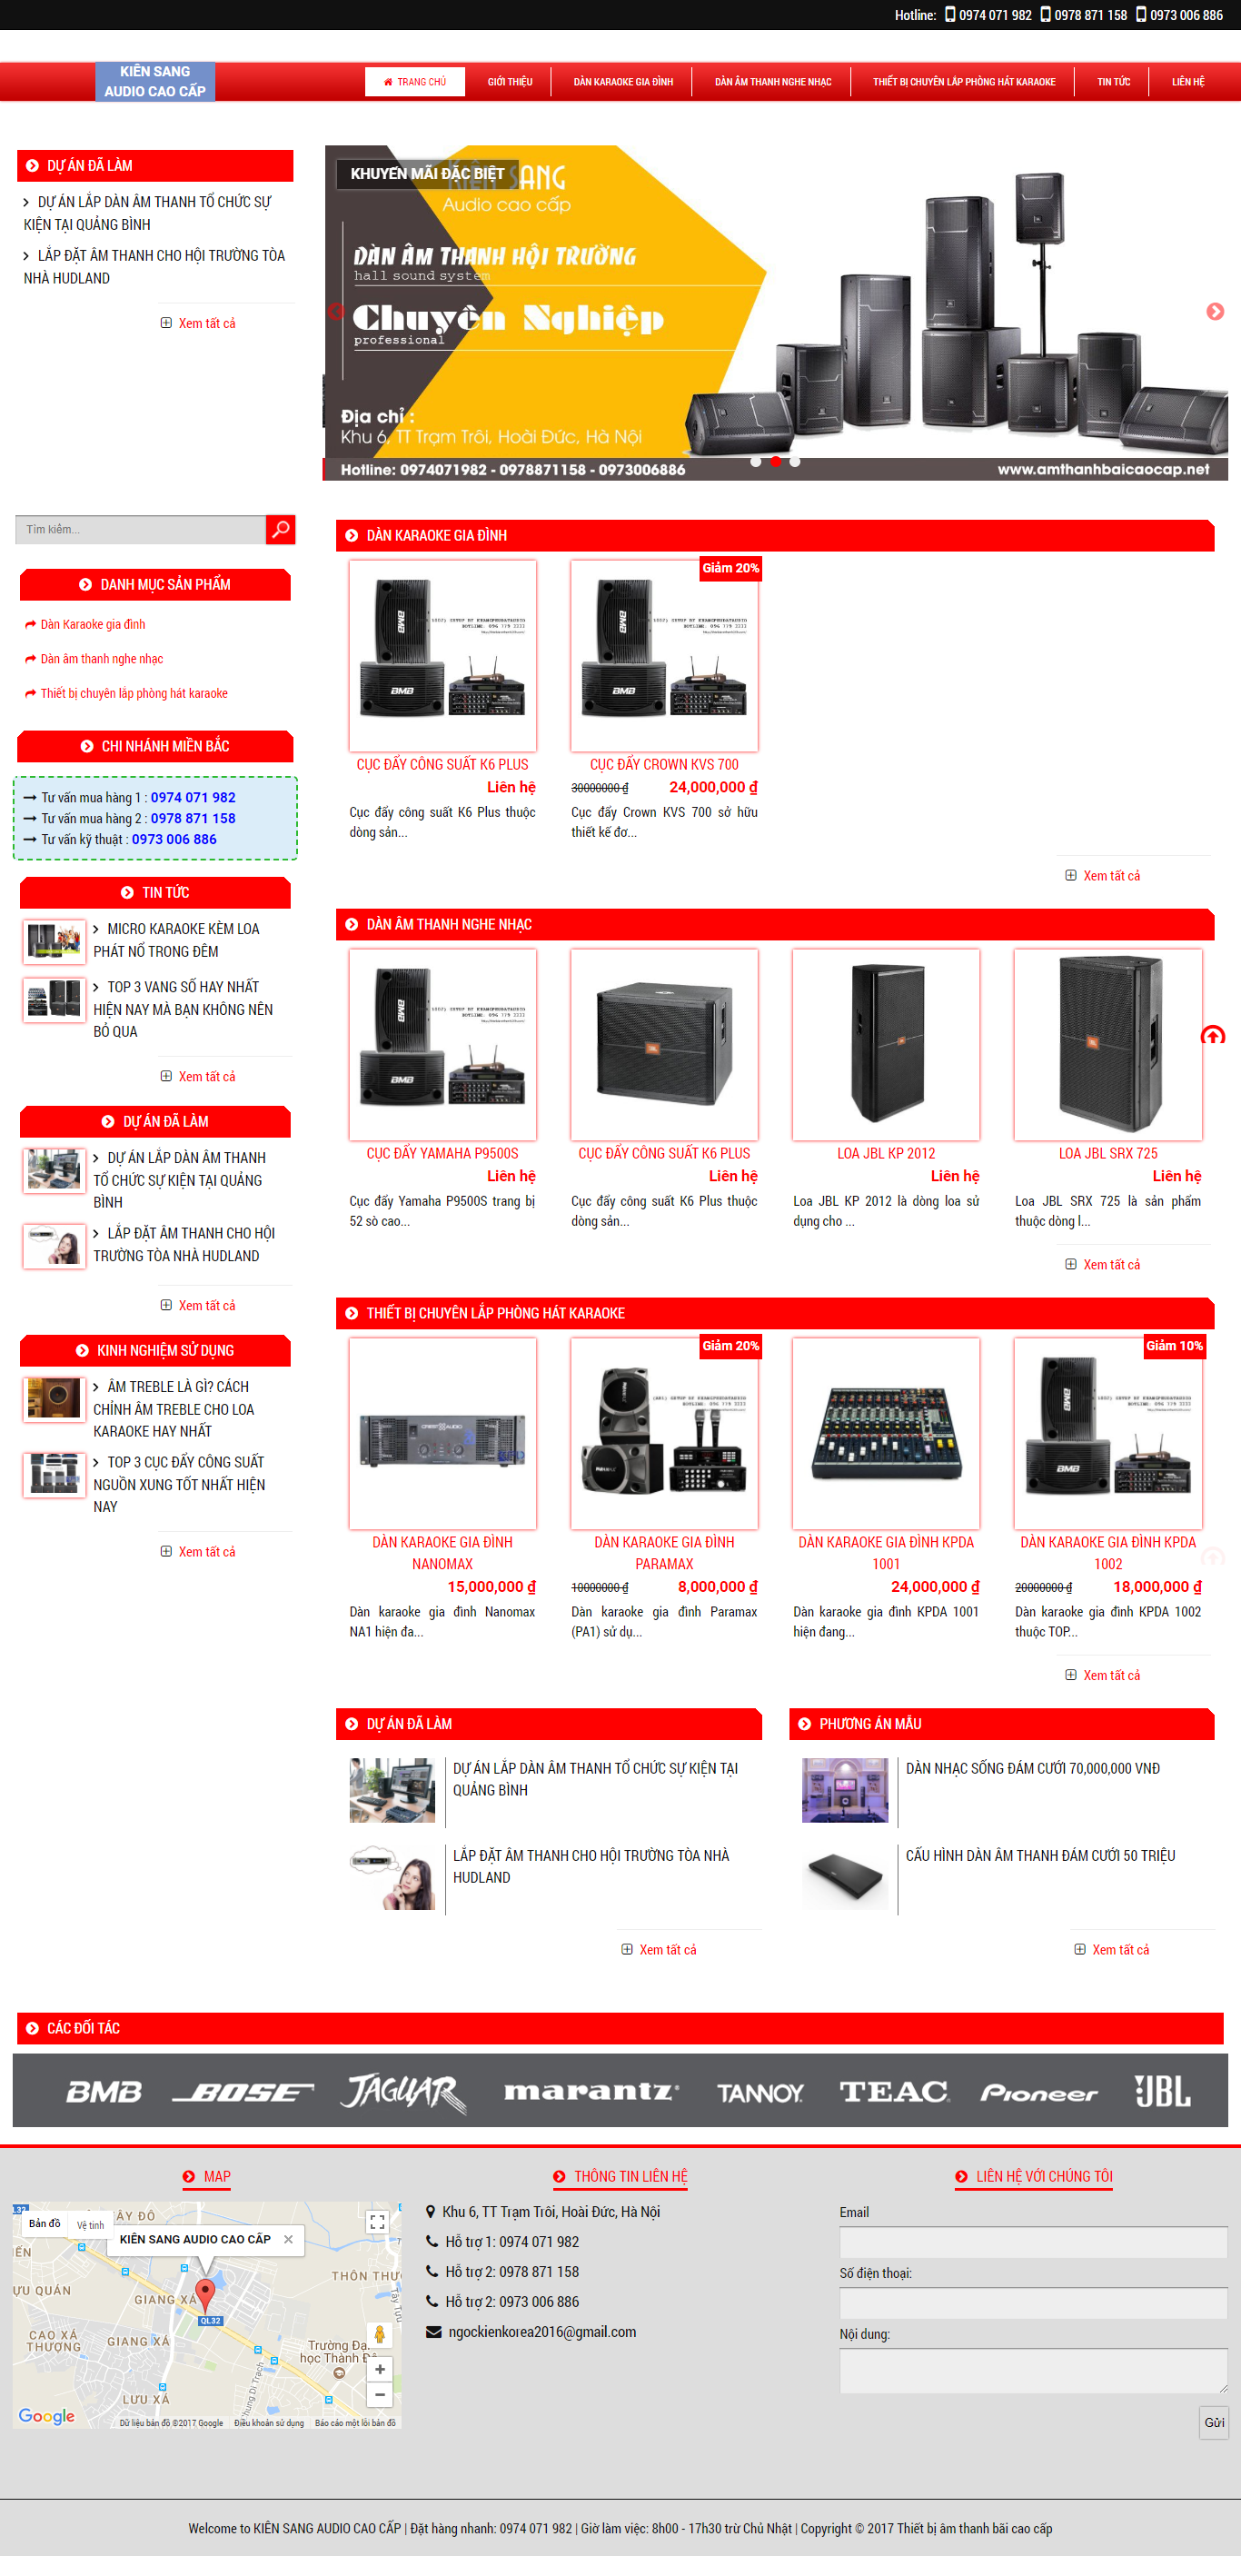 Hotline: 0974 071 982 0978 871 158 0973 006 886
KIÊN SANG
AUDIO CAO CẤP
TRANG CHỦ
GIỚI THIỆU
DÀN KARAOKE GIA ĐÌNH
DÀN ÂM THANH NGHE NHẠC
THIẾT BỊ CHUYÊN LẮP PHÒNG HÁT KARAOKE
TIN TỨC
LIÊN HỆ
DỰ ÁN ĐÃ LÀM
DỰ ÁN LẮP DÀN ÂM THANH TỔ CHỨC SỰ
KIỆN TẠI QUẢNG BÌNH
LẮP ĐẶT ÂM THANH CHO HỘI TRƯỜNG TÒA
NHÀ HUDLAND
Xem tất cả
KHUYẾN MÃI ĐẶC BIỆT
KIÊN SANG
Audio cao cấp
DÀN ÂM THANH HỘI TRƯỜNG
hall sound system
Chuyên Nghiệp
professional
Địa chỉ :
Khu 6, TT Trạm Trôi, Hoài Đức, Hà Nội
Hotline: 0974071982 - 0978871158 - 0973006886
www.amthanhbaicaocap.net
Tìm kiếm...
DANH MỤC SẢN PHẨM
Dàn Karaoke gia đình
Dàn âm thanh nghe nhạc
Thiết bị chuyên lắp phòng hát karaoke
CHI NHÁNH MIỀN BẮC
Tư vấn mua hàng 1 : 0974 071 982
Tư vấn mua hàng 2 : 0978 871 158
Tư vấn kỹ thuật : 0973 006 886
TIN TỨC
MICRO KARAOKE KÈM LOA
PHÁT NỔ TRONG ĐÊM
TOP 3 VANG SỐ HAY NHẤT
HIỆN NAY MÀ BẠN KHÔNG NÊN
BỎ QUA
Xem tất cả
DỰ ÁN ĐÃ LÀM
DỰ ÁN LẮP DÀN ÂM THANH
TỔ CHỨC SỰ KIỆN TẠI QUẢNG
BÌNH
LẮP ĐẶT ÂM THANH CHO HỘI
TRƯỜNG TÒA NHÀ HUDLAND
Xem tất cả
KINH NGHIỆM SỬ DỤNG
ÂM TREBLE LÀ GÌ? CÁCH
CHỈNH ÂM TREBLE CHO LOA
KARAOKE HAY NHẤT
TOP 3 CỤC ĐẨY CÔNG SUẤT
NGUỒN XUNG TỐT NHẤT HIỆN
NAY
Xem tất cả
DÀN KARAOKE GIA ĐÌNH
Giảm 20%
BMB
BMB
BMB
BMB
CỤC ĐẨY CÔNG SUẤT K6 PLUS
Liên hệ
Cục đẩy công suất K6 Plus thuộc
dòng sản...
CỤC ĐẨY CROWN KVS 700
30000000 ₫ 24,000,000 ₫
Cục đẩy Crown KVS 700 sở hữu
thiết kế đơ...
Xem tất cả
DÀN ÂM THANH NGHE NHẠC
BMB
BMB
CỤC ĐẨY YAMAHA P9500S
Liên hệ
Cục đẩy Yamaha P9500S trang bị
52 sò cao...
CỤC ĐẨY CÔNG SUẤT K6 PLUS
Liên hệ
Cục đẩy công suất K6 Plus thuộc
dòng sản...
LOA JBL KP 2012
Liên hệ
Loa JBL KP 2012 là dòng loa sử
dụng cho ...
LOA JBL SRX 725
Liên hệ
Loa JBL SRX 725 là sản phẩm
thuộc dòng l...
Xem tất cả
THIẾT BỊ CHUYÊN LẮP PHÒNG HÁT KARAOKE
Giảm 20%
Giảm 10%
BMB
BMB
DÀN KARAOKE GIA ĐÌNH
NANOMAX
15,000,000 ₫
Dàn karaoke gia đình Nanomax
NA1 hiện đa...
DÀN KARAOKE GIA ĐÌNH
PARAMAX
10000000 ₫ 8,000,000 ₫
Dàn karaoke gia đình Paramax
(PA1) sử dụ...
DÀN KARAOKE GIA ĐÌNH KPDA
1001
24,000,000 ₫
Dàn karaoke gia đình KPDA 1001
hiện đang...
DÀN KARAOKE GIA ĐÌNH KPDA
1002
20000000 ₫ 18,000,000 ₫
Dàn karaoke gia đình KPDA 1002
thuộc TOP...
Xem tất cả
DỰ ÁN ĐÃ LÀM
DỰ ÁN LẮP DÀN ÂM THANH TỔ CHỨC SỰ KIỆN TẠI
QUẢNG BÌNH
LẮP ĐẶT ÂM THANH CHO HỘI TRƯỜNG TÒA NHÀ
HUDLAND
Xem tất cả
PHƯƠNG ÁN MẪU
DÀN NHẠC SỐNG ĐÁM CƯỚI 70,000,000 VNĐ
CẤU HÌNH DÀN ÂM THANH ĐÁM CƯỚI 50 TRIỆU
Xem tất cả
CÁC ĐỐI TÁC
BMB BOSE JAGUAR marantz TANNOY TEAC Pioneer JBL
MAP
Bản đồ
Vệ tinh
KIÊN SANG AUDIO CAO CẤP
GIANG XÁ
QL32
CAO XÁ
THƯỢNG
GIANG XÁ
LƯU XÁ
Google
Dữ liệu bản đồ ©2017 Google Điều khoản sử dụng Báo cáo một lỗi bản đồ
THÔNG TIN LIÊN HỆ
Khu 6, TT Trạm Trôi, Hoài Đức, Hà Nội
Hỗ trợ 1: 0974 071 982
Hỗ trợ 2: 0978 871 158
Hỗ trợ 2: 0973 006 886
ngockienkorea2016@gmail.com
LIÊN HỆ VỚI CHÚNG TÔI
Email
Số điện thoại:
Nội dung:
Gửi
Welcome to KIÊN SANG AUDIO CAO CẤP | Đặt hàng nhanh: 0974 071 982 | Giờ làm việc: 8h00 - 17h30 trừ Chủ Nhật | Copyright © 2017 Thiết bị âm thanh bãi cao cấp